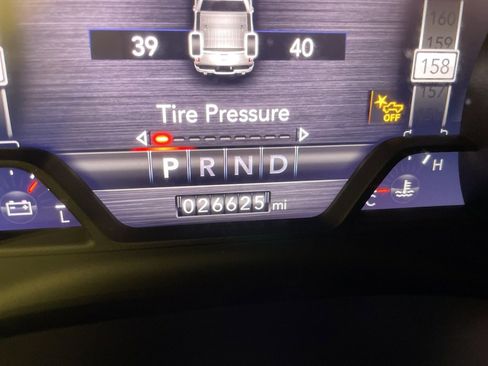 160
159
39 40 158
157
Tire Pressure
OFF
P R N D
H
L 026625 mi C